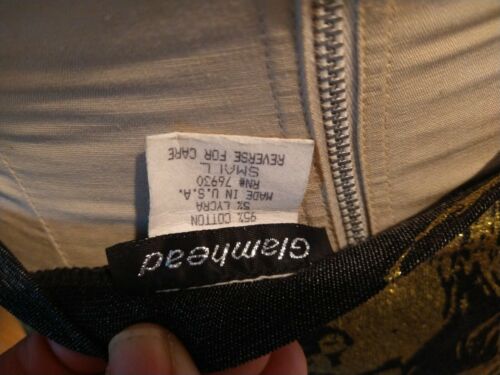 Glamhead
95% COTTON
5% LYCRA
MADE IN U.S.A.
RN# 76930
SMALL
REVERSE FOR CARE